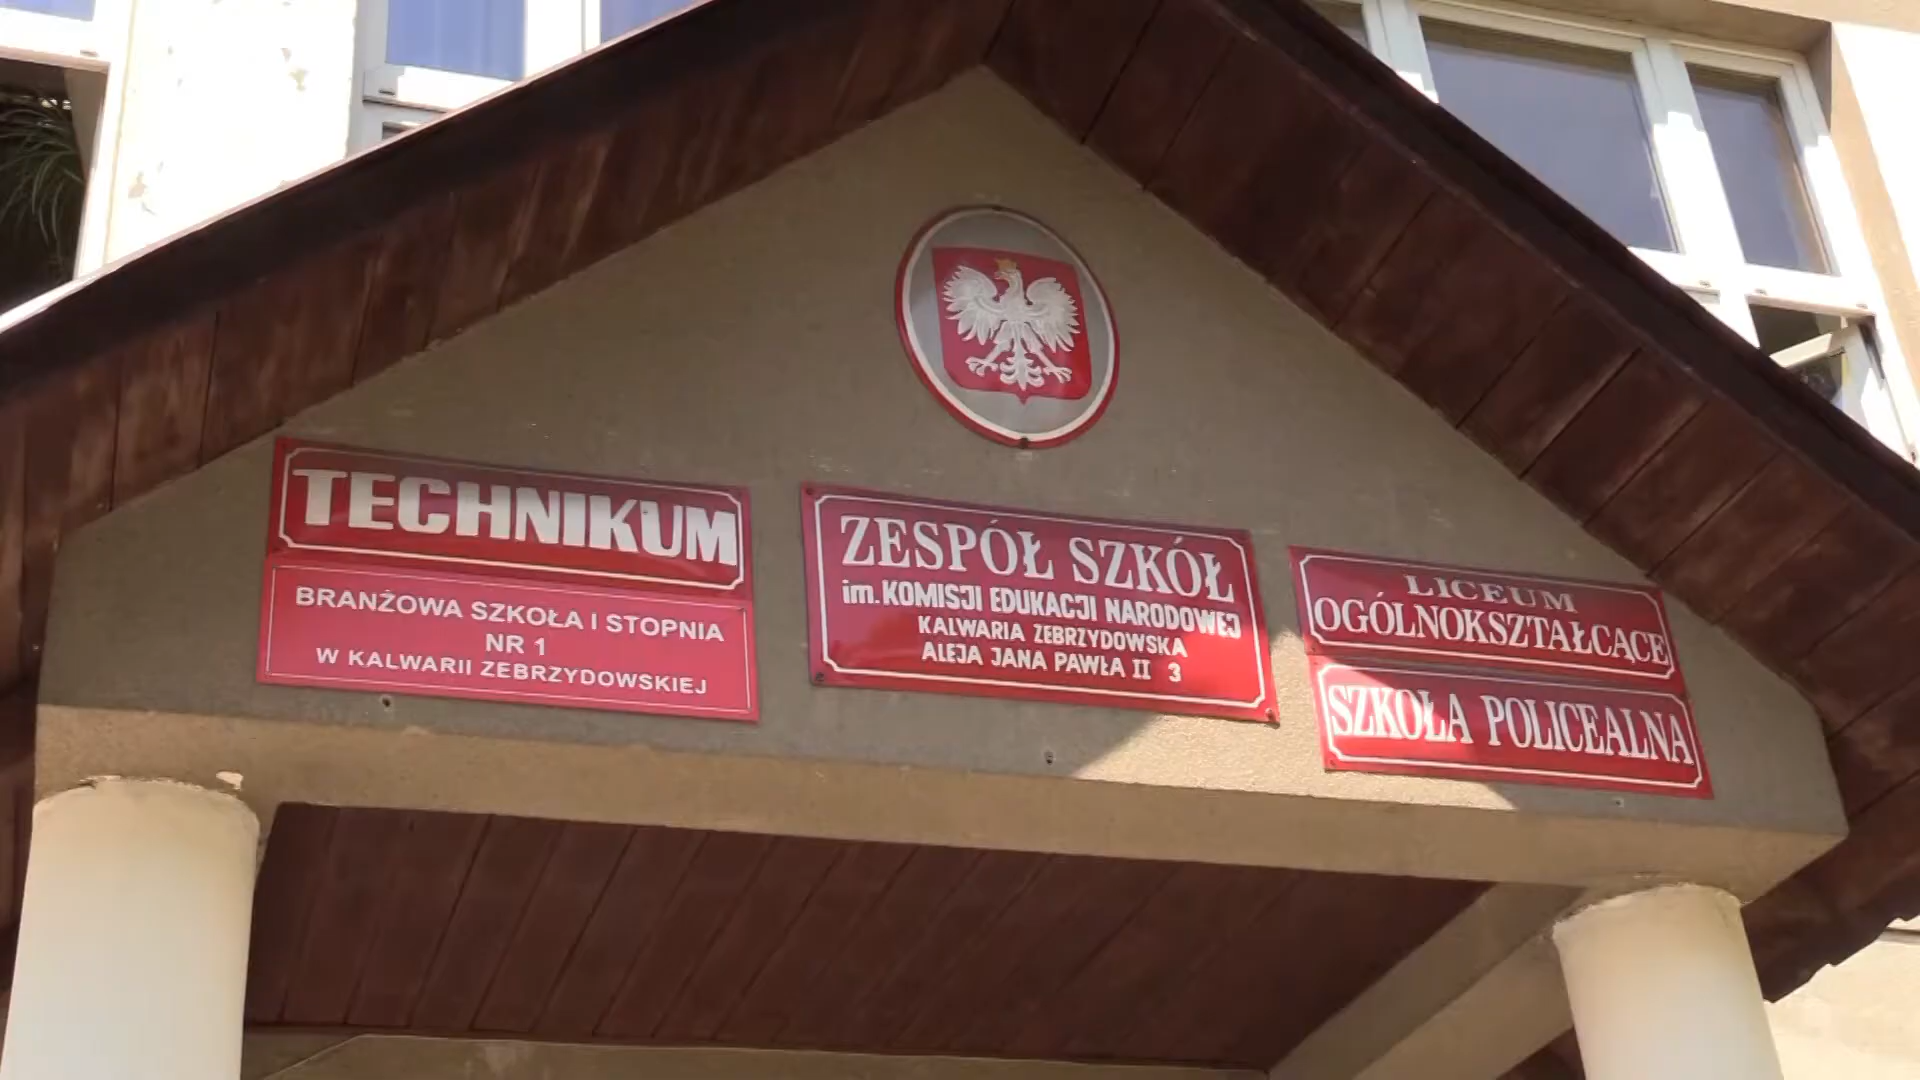 TECHNIKUM
BRANŻOWA SZKOŁA I STOPNIA
NR 1
W KALWARII ZEBRZYDOWSKIEJ
ZESPÓŁ SZKÓŁ
im. KOMISJI EDUKACJI NARODOWEJ
KALWARIA ZEBRZYDOWSKA
ALEJA JANA PAWŁA II 3
LICEUM
OGÓLNOKSZTAŁCĄCE
SZKOŁA POLICEALNA